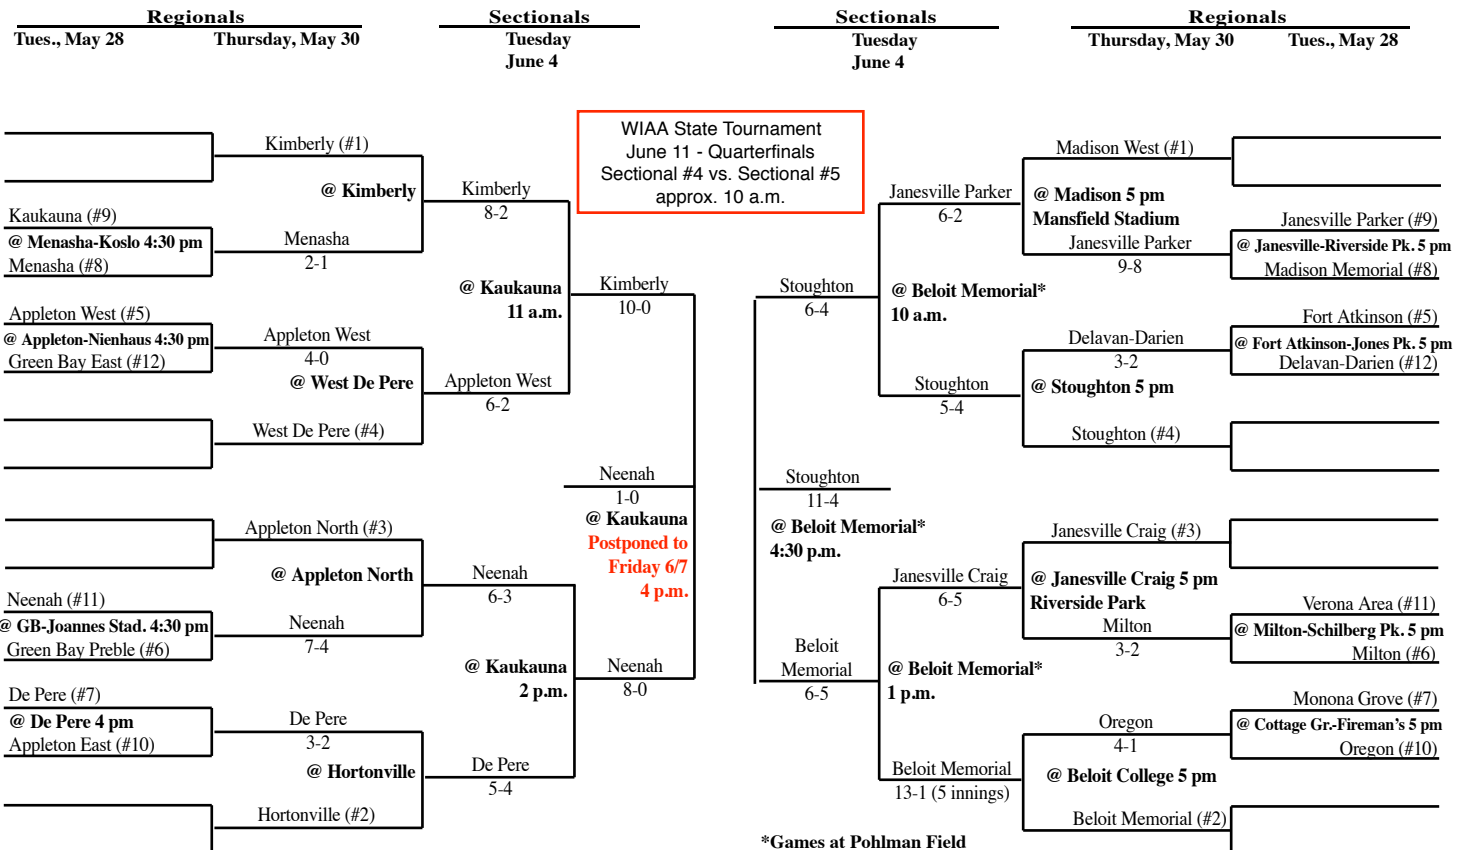 Regionals
Tues., May 28
Thursday, May 30
Sectionals
Tuesday
June 4
Sectionals
Tuesday
June 4
Regionals
Thursday, May 30
Tues., May 28
WIAA State Tournament
June 11 - Quarterfinals
Sectional #4 vs. Sectional #5
approx. 10 a.m.
Kaukauna (#9)
@ Menasha-Koslo 4:30 pm
Menasha (#8)
Appleton West (#5)
@ Appleton-Nienhaus 4:30 pm
Green Bay East (#12)
Neenah (#11)
@ GB-Joannes Stad. 4:30 pm
Green Bay Preble (#6)
De Pere (#7)
@ De Pere 4 pm
Appleton East (#10)
Kimberly (#1)
@ Kimberly
Menasha
2-1
Appleton West
4-0
@ West De Pere
West De Pere (#4)
Appleton North (#3)
@ Appleton North
Neenah
7-4
De Pere
3-2
@ Hortonville
Hortonville (#2)
Kimberly
8-2
@ Kaukauna
11 a.m.
Appleton West
6-2
Neenah
6-3
@ Kaukauna
2 p.m.
De Pere
5-4
Kimberly
10-0
Neenah
1-0
@ Kaukauna
Postponed to
Friday 6/7
4 p.m.
Neenah
8-0
Stoughton
6-4
Stoughton
11-4
@ Beloit Memorial*
4:30 p.m.
Beloit
Memorial
6-5
Janesville Parker
6-2
@ Beloit Memorial*
10 a.m.
Stoughton
5-4
Janesville Craig
6-5
@ Beloit Memorial*
1 p.m.
Beloit Memorial
13-1 (5 innings)
*Games at Pohlman Field
Madison West (#1)
@ Madison 5 pm
Mansfield Stadium
Janesville Parker
9-8
Delavan-Darien
3-2
@ Stoughton 5 pm
Stoughton (#4)
Janesville Craig (#3)
@ Janesville Craig 5 pm
Riverside Park
Milton
3-2
Oregon
4-1
@ Beloit College 5 pm
Beloit Memorial (#2)
Janesville Parker (#9)
@ Janesville-Riverside Pk. 5 pm
Madison Memorial (#8)
Fort Atkinson (#5)
@ Fort Atkinson-Jones Pk. 5 pm
Delavan-Darien (#12)
Verona Area (#11)
@ Milton-Schilberg Pk. 5 pm
Milton (#6)
Monona Grove (#7)
@ Cottage Gr.-Fireman's 5 pm
Oregon (#10)